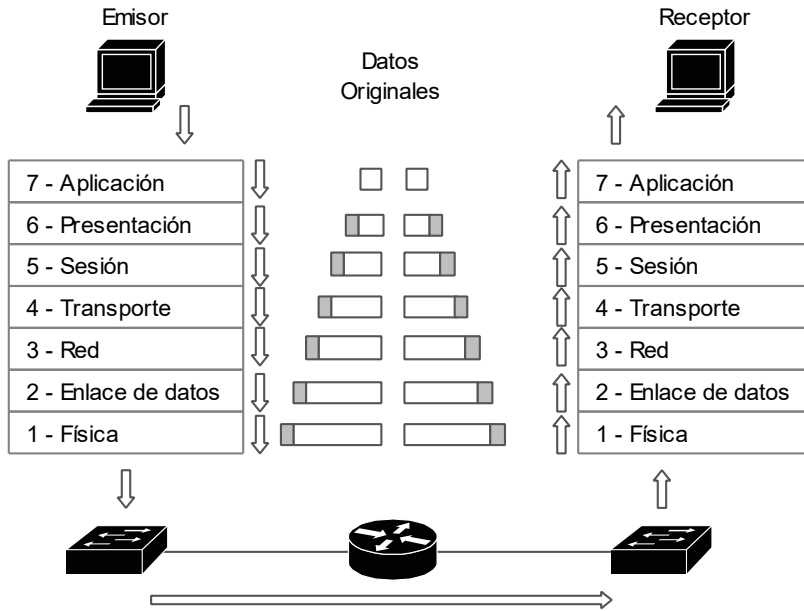 Emisor
Receptor
Datos
Originales
7 - Aplicación
6 - Presentación
5 - Sesión
4 - Transporte
3 - Red
2 - Enlace de datos
1 - Física
7 - Aplicación
6 - Presentación
5 - Sesión
4 - Transporte
3 - Red
2 - Enlace de datos
1 - Física